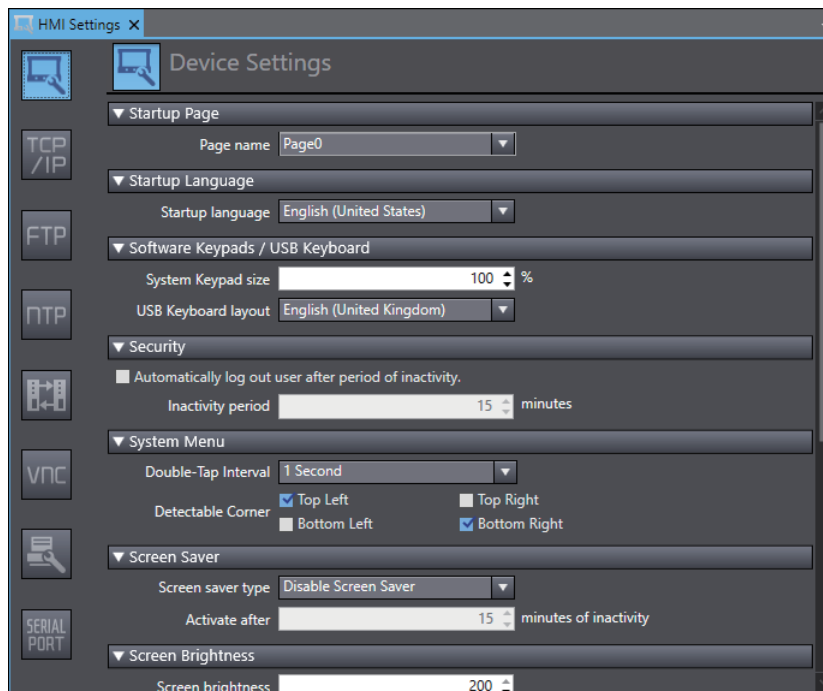 HMI Settings
Device Settings
TCP
/IP
FTP
NTP
VNC
SERIAL
PORT
Startup Page
Page name Page0
Startup Language
Startup language English (United States)
Software Keypads / USB Keyboard
System Keypad size 100 %
USB Keyboard layout English (United Kingdom)
Security
Automatically log out user after period of inactivity.
Inactivity period 15 minutes
System Menu
Double-Tap Interval 1 Second
Detectable Corner Top Left Top Right
Bottom Left Bottom Right
Screen Saver
Screen saver type Disable Screen Saver
Activate after 15 minutes of inactivity
Screen Brightness
Screen brightness 200